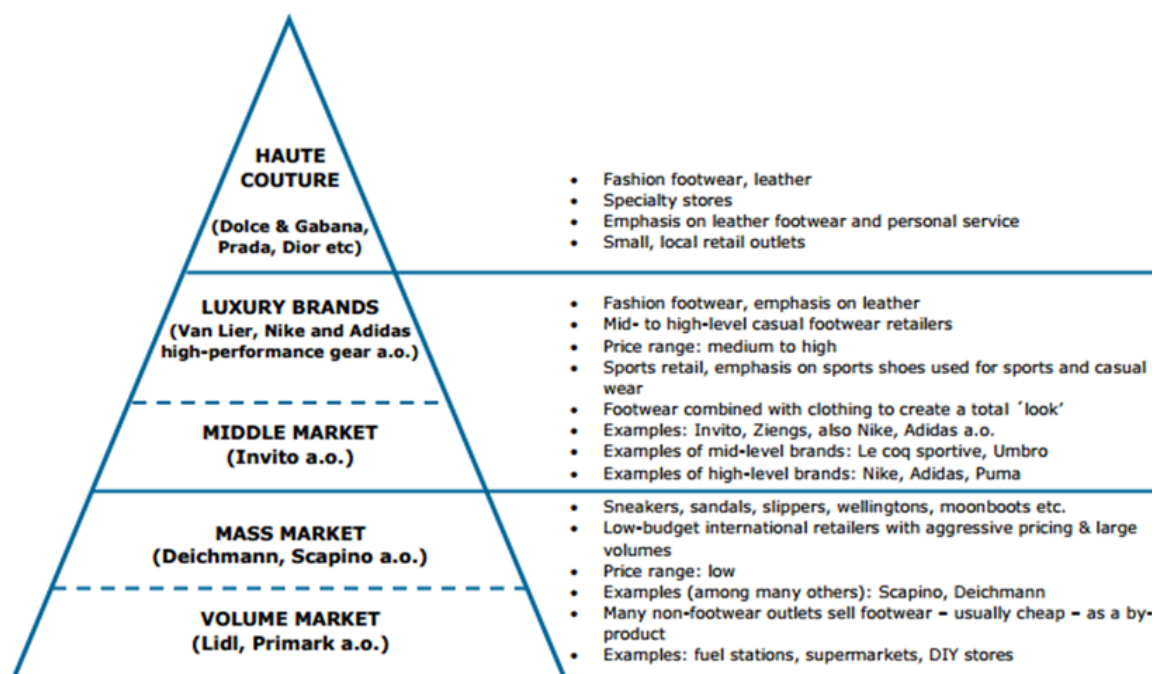 HAUTE
COUTURE
(Dolce & Gabana,
Prada, Dior etc)
• Fashion footwear, leather
• Specialty stores
• Emphasis on leather footwear and personal service
• Small, local retail outlets
LUXURY BRANDS
(Van Lier, Nike and Adidas
high-performance gear a.o.)
MIDDLE MARKET
(Invito a.o.)
• Fashion footwear, emphasis on leather
• Mid- to high-level casual footwear retailers
• Price range: medium to high
• Sports retail, emphasis on sports shoes used for sports and casual
wear
• Footwear combined with clothing to create a total ´look’
• Examples: Invito, Ziengs, also Nike, Adidas a.o.
• Examples of mid-level brands: Le coq sportive, Umbro
• Examples of high-level brands: Nike, Adidas, Puma
MASS MARKET
(Deichmann, Scapino a.o.)
VOLUME MARKET
(Lidl, Primark a.o.)
• Sneakers, sandals, slippers, wellingtons, moonboots etc.
• Low-budget international retailers with aggressive pricing & large
volumes
• Price range: low
• Examples (among many others): Scapino, Deichmann
• Many non-footwear outlets sell footwear – usually cheap – as a by-
product
• Examples: fuel stations, supermarkets, DIY stores